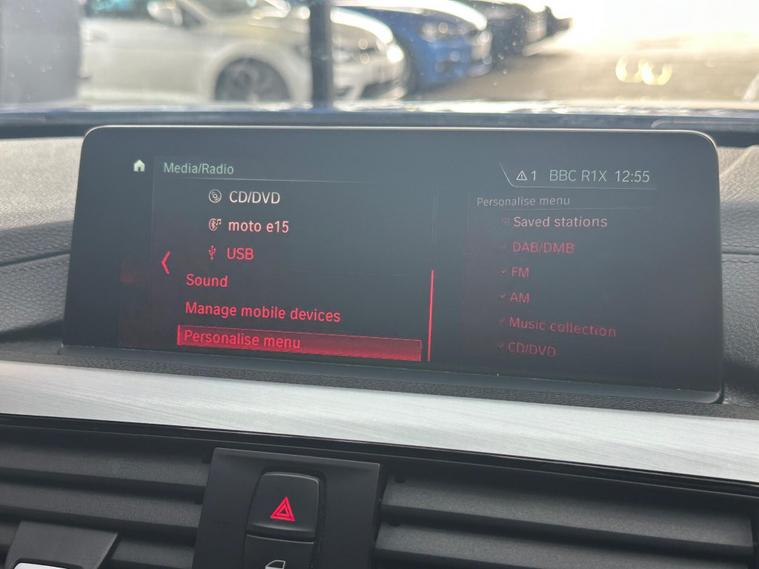 Media/Radio
1 BBC R1X 12:55
CD/DVD
moto e15
USB
Sound
Manage mobile devices
Personalise menu
Personalise menu
Saved stations
DAB/DMB
FM
AM
Music collection
CD/DVD